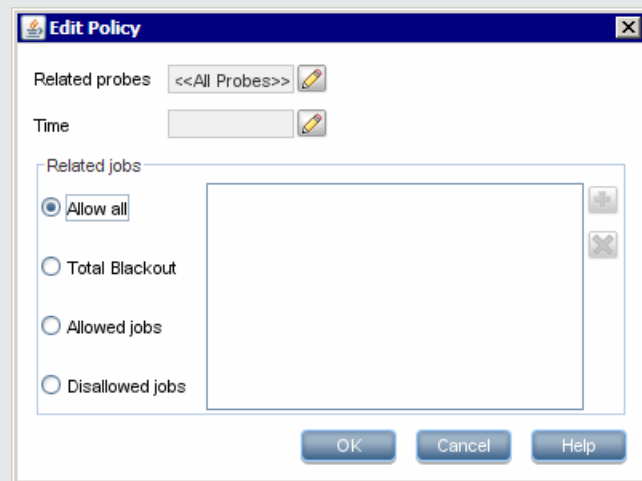 Edit Policy
Related probes <<All Probes>>
Time
Related jobs
Allow all
Total Blackout
Allowed jobs
Disallowed jobs
OK Cancel Help